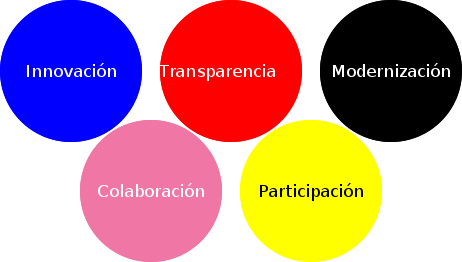 Innovación
Transparencia
Modernización
Colaboración
Participación